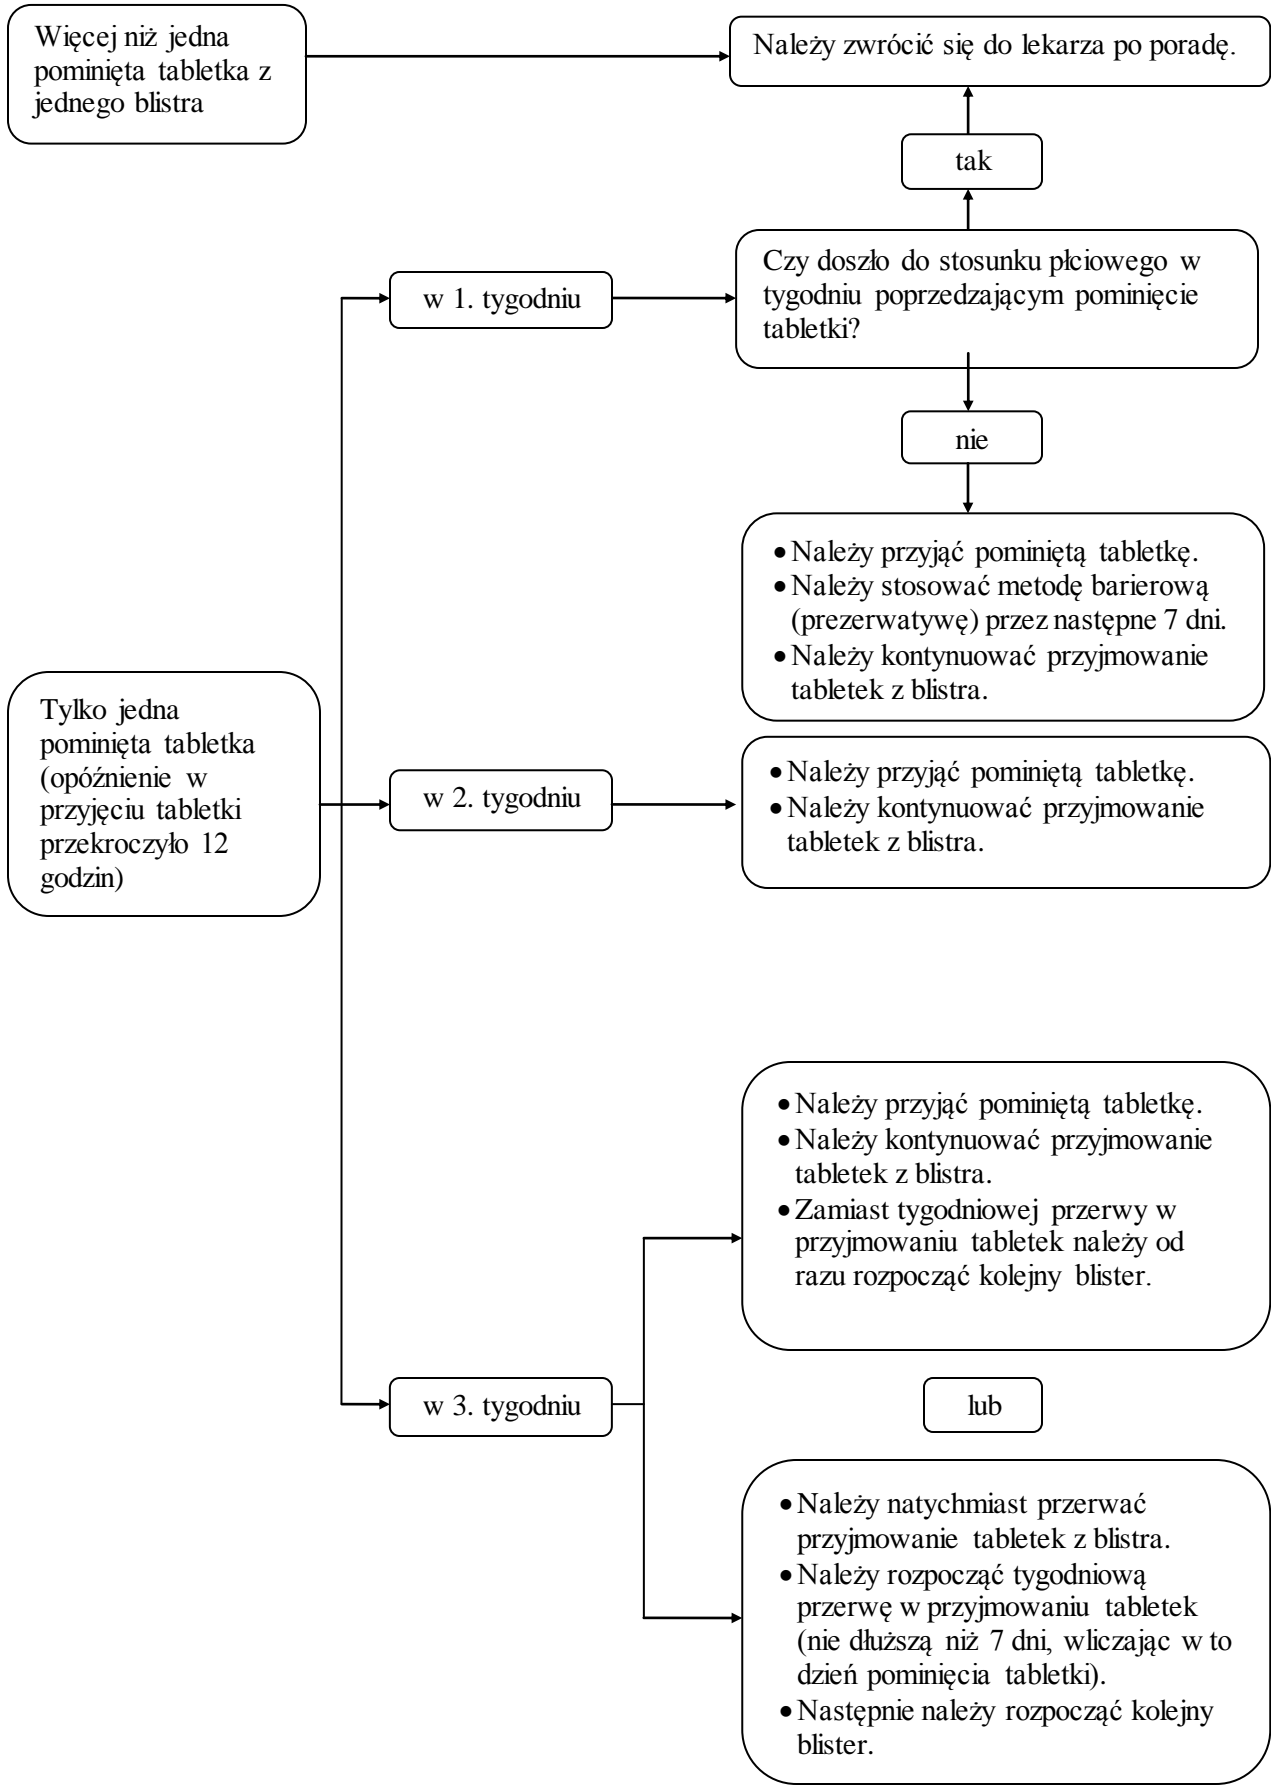 Więcej niż jedna
pominięta tabletka z
jednego blistra
Należy zwrócić się do lekarza po poradę.
tak
Czy doszło do stosunku płciowego w
tygodniu poprzedzającym pominięcie
tabletki?
w 1. tygodniu
nie
• Należy przyjąć pominiętą tabletkę.
• Należy stosować metodę barierową
(prezerwatywę) przez następne 7 dni.
• Należy kontynuować przyjmowanie
tabletek z blistra.
Tylko jedna
pominięta tabletka
(opóźnienie w
przyjęciu tabletki
przekroczyło 12
godzin)
w 2. tygodniu
• Należy przyjąć pominiętą tabletkę.
• Należy kontynuować przyjmowanie
tabletek z blistra.
• Należy przyjąć pominiętą tabletkę.
• Należy kontynuować przyjmowanie
tabletek z blistra.
• Zamiast tygodniowej przerwy w
przyjmowaniu tabletek należy od
razu rozpocząć kolejny blister.
w 3. tygodniu
lub
• Należy natychmiast przerwać
przyjmowanie tabletek z blistra.
• Należy rozpocząć tygodniową
przerwę w przyjmowaniu tabletek
(nie dłuższą niż 7 dni, wliczając w to
dzień pominięcia tabletki).
• Następnie należy rozpocząć kolejny
blister.